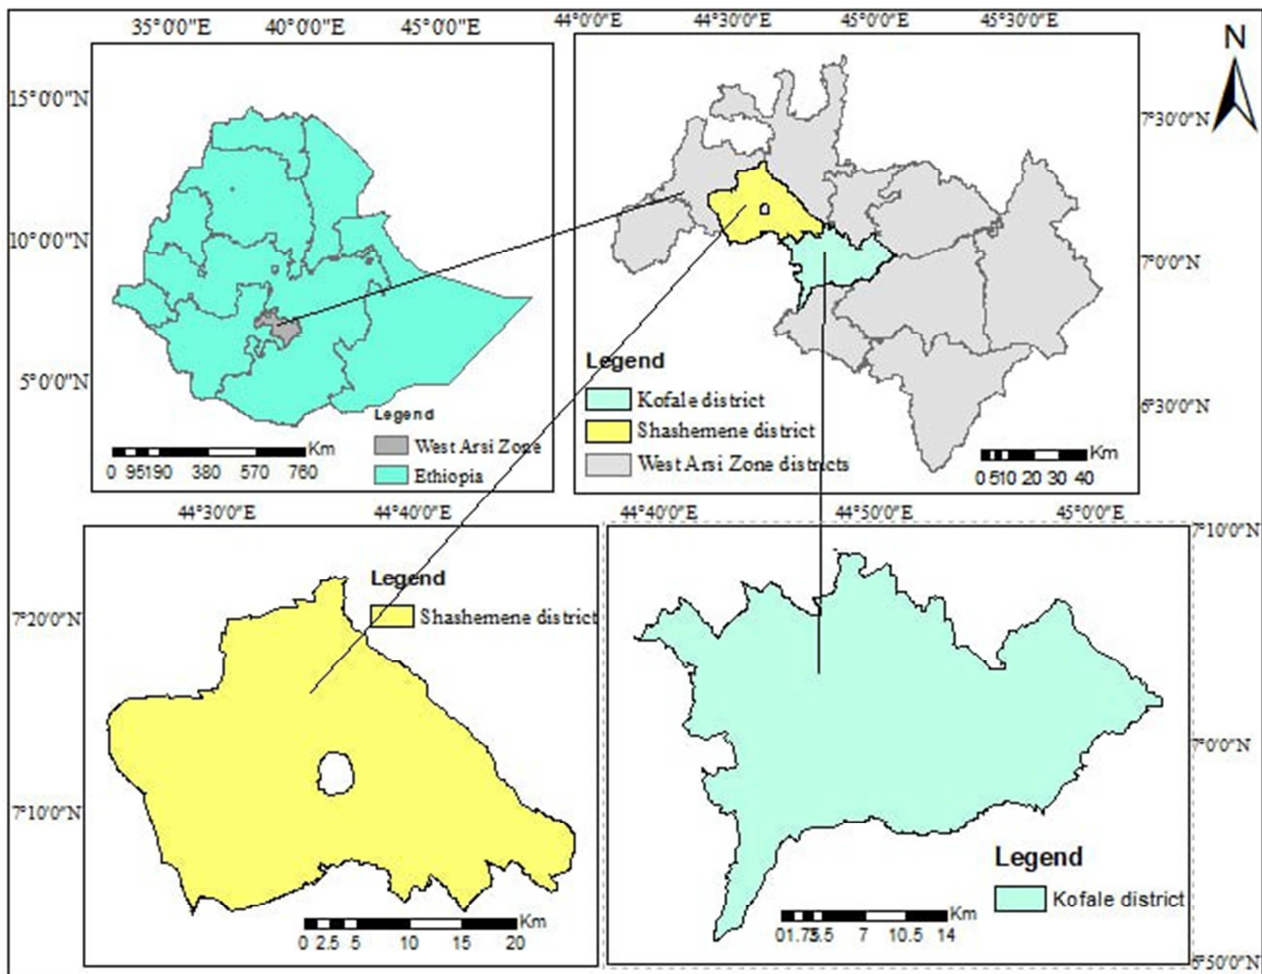 35°0'0"E 40°0'0"E 45°0'0"E
44°0'0"E 44°30'0"E 45°0'0"E 45°30'0"E
N
15°0'0"N
10°0'0"N
5°0'0"N
Legend
West Arsi Zone
Ethiopia
Km
0 95190 380 570 760
7°30'0"N
7°0'0"N
6°30'0"N
Legend
Kofale district
Shashemene district
West Arsi Zone districts
Km
0 510 20 30 40
44°30'0"E 44°40'0"E
7°20'0"N
7°10'0"N
Legend
Shashemene district
Km
0 2.5 5 10 15 20
44°40'0"E 44°50'0"E 45°0'0"E
7°10'0"N
7°0'0"N
6°50'0"N
Legend
Kofale district
Km
01.753.5 7 10.5 14